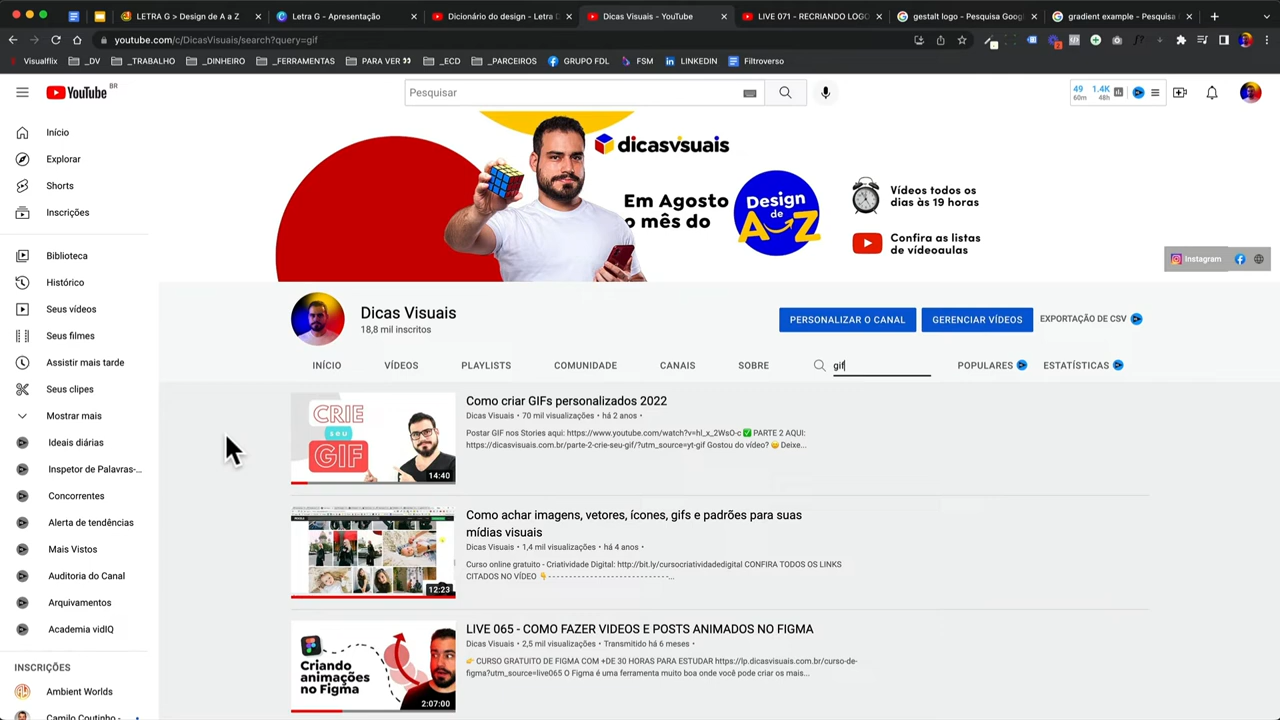 LETRA G > Design de A a Z
Letra G - Apresentação
Dicionário do design - Letra D
Dicas Visuais - YouTube
LIVE 071 - RECRIANDO LOGO
gestalt logo - Pesquisa Goog
gradient example - Pesquisa
youtube.com/c/DicasVisuais/search?query=gif
Visualflix
_DV
_TRABALHO
_DINHEIRO
_FERRAMENTAS
PARA VER
_ECD
_PARCEIROS
GRUPO FDL
FSM
LINKEDIN
Filtroverso
YouTube BR
Pesquisar
49 60m
1.4K 48h
Início
Explorar
Shorts
Inscrições
Biblioteca
Histórico
Seus vídeos
Seus filmes
Assistir mais tarde
Seus clipes
Mostrar mais
Ideais diárias
Inspetor de Palavras-...
Concorrentes
Alerta de tendências
Mais Vistos
Auditoria do Canal
Arquivamentos
Academia vidIQ
INSCRIÇÕES
Ambient Worlds
Camilo Coutinho -
dicasvisuais
Em Agosto
o mês do
Design
de
A Z
Vídeos todos os
dias às 19 horas
Confira as listas
de vídeoaulas
Instagram
Dicas Visuais
18,8 mil inscritos
PERSONALIZAR O CANAL
GERENCIAR VÍDEOS
EXPORTAÇÃO DE CSV
INÍCIO
VÍDEOS
PLAYLISTS
COMUNIDADE
CANAIS
SOBRE
gif
POPULARES
ESTATÍSTICAS
CRIE
SEU
GIF
14:40
Como criar GIFs personalizados 2022
Dicas Visuais • 70 mil visualizações • há 2 anos •
Postar GIF nos Stories aqui: https://www.youtube.com/watch?v=hl_x_2WsO-c ✅ PARTE 2 AQUI:
https://dicasvisuais.com.br/parte-2-crie-seu-gif/?utm_source=yt-gif Gostou do vídeo? 😀 Deixe...
12:23
Como achar imagens, vetores, ícones, gifs e padrões para suas
mídias visuais
Dicas Visuais • 1,4 mil visualizações • há 4 anos •
Curso online gratuito - Criatividade Digital: http://bit.ly/cursocriatividadedigital CONFIRA TODOS OS LINKS
CITADOS NO VÍDEO 👇----------------------------...
Criando
animações
no Figma
2:07:00
LIVE 065 - COMO FAZER VIDEOS E POSTS ANIMADOS NO FIGMA
Dicas Visuais • 2,5 mil visualizações • Transmitido há 6 meses •
👉 CURSO GRATUITO DE FIGMA COM +DE 30 HORAS PARA ESTUDAR https://lp.dicasvisuais.com.br/curso-de-
figma?utm_source=live065 O Figma é uma ferramenta muito boa onde você pode criar os mais...